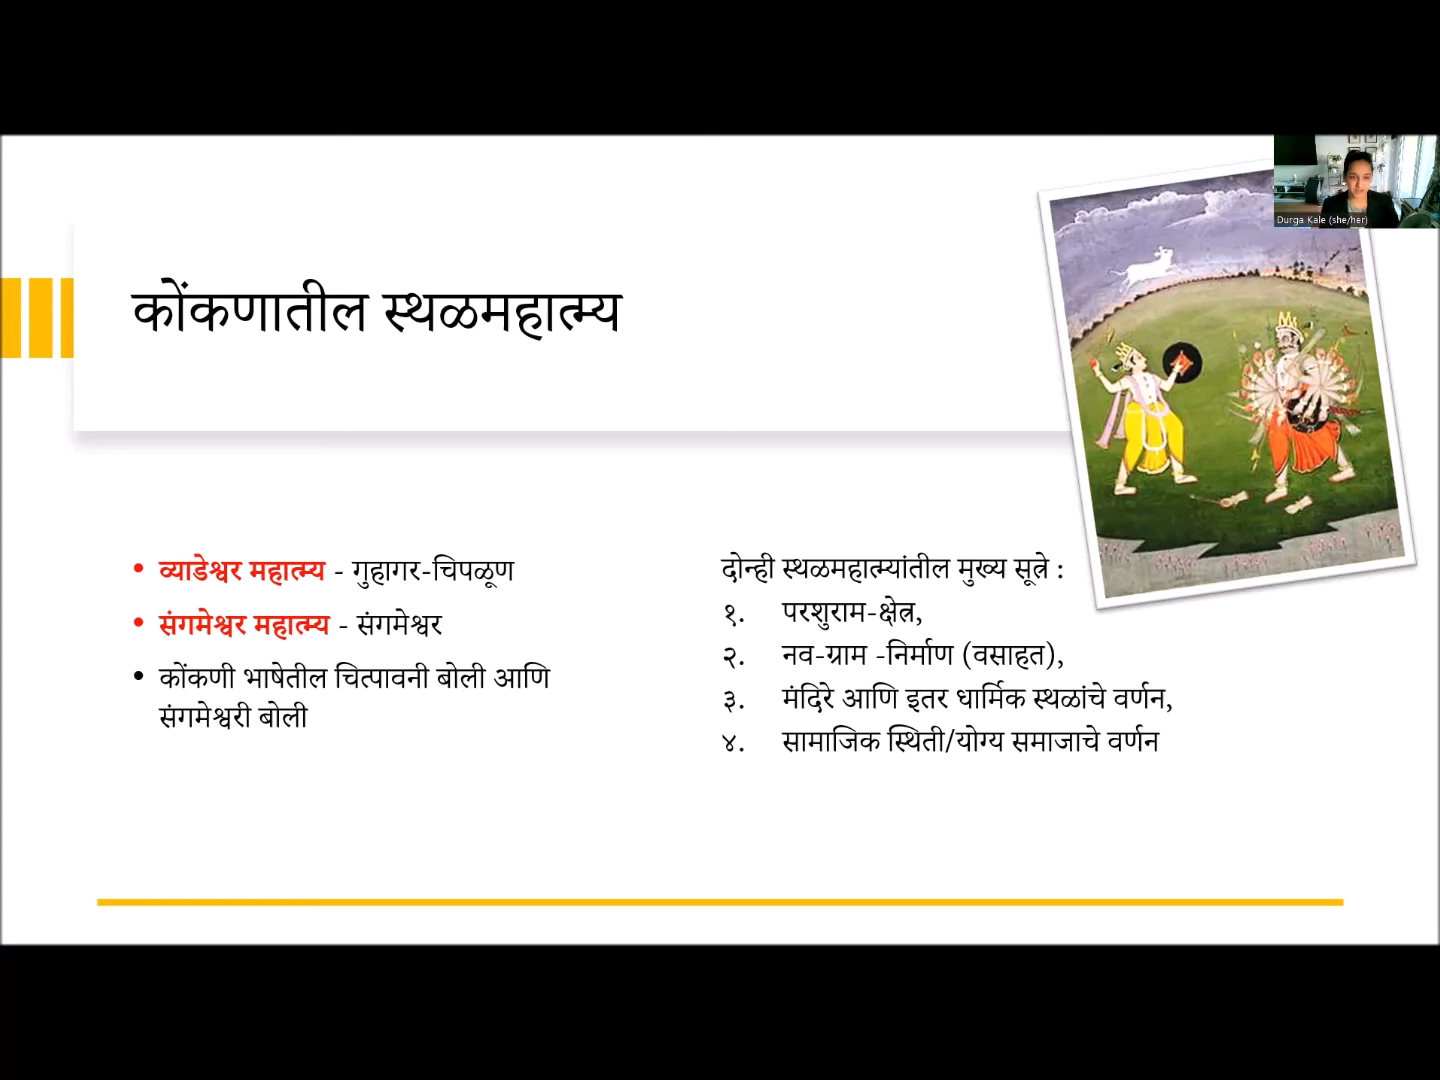 Durga Kale (she/her)
कोंकणातील स्थळमहात्म्य
• व्याडेश्वर महात्म्य - गुहागर-चिपळूण
• संगमेश्वर महात्म्य - संगमेश्वर
• कोंकणी भाषेतील चित्पावनी बोली आणि
संगमेश्वरी बोली
दोन्ही स्थळमहात्म्यांतील मुख्य सूत्रे :
१. परशुराम-क्षेत्र,
२. नव-ग्राम -निर्माण (वसाहत),
३. मंदिरे आणि इतर धार्मिक स्थळांचे वर्णन,
४. सामाजिक स्थिती/योग्य समाजाचे वर्णन